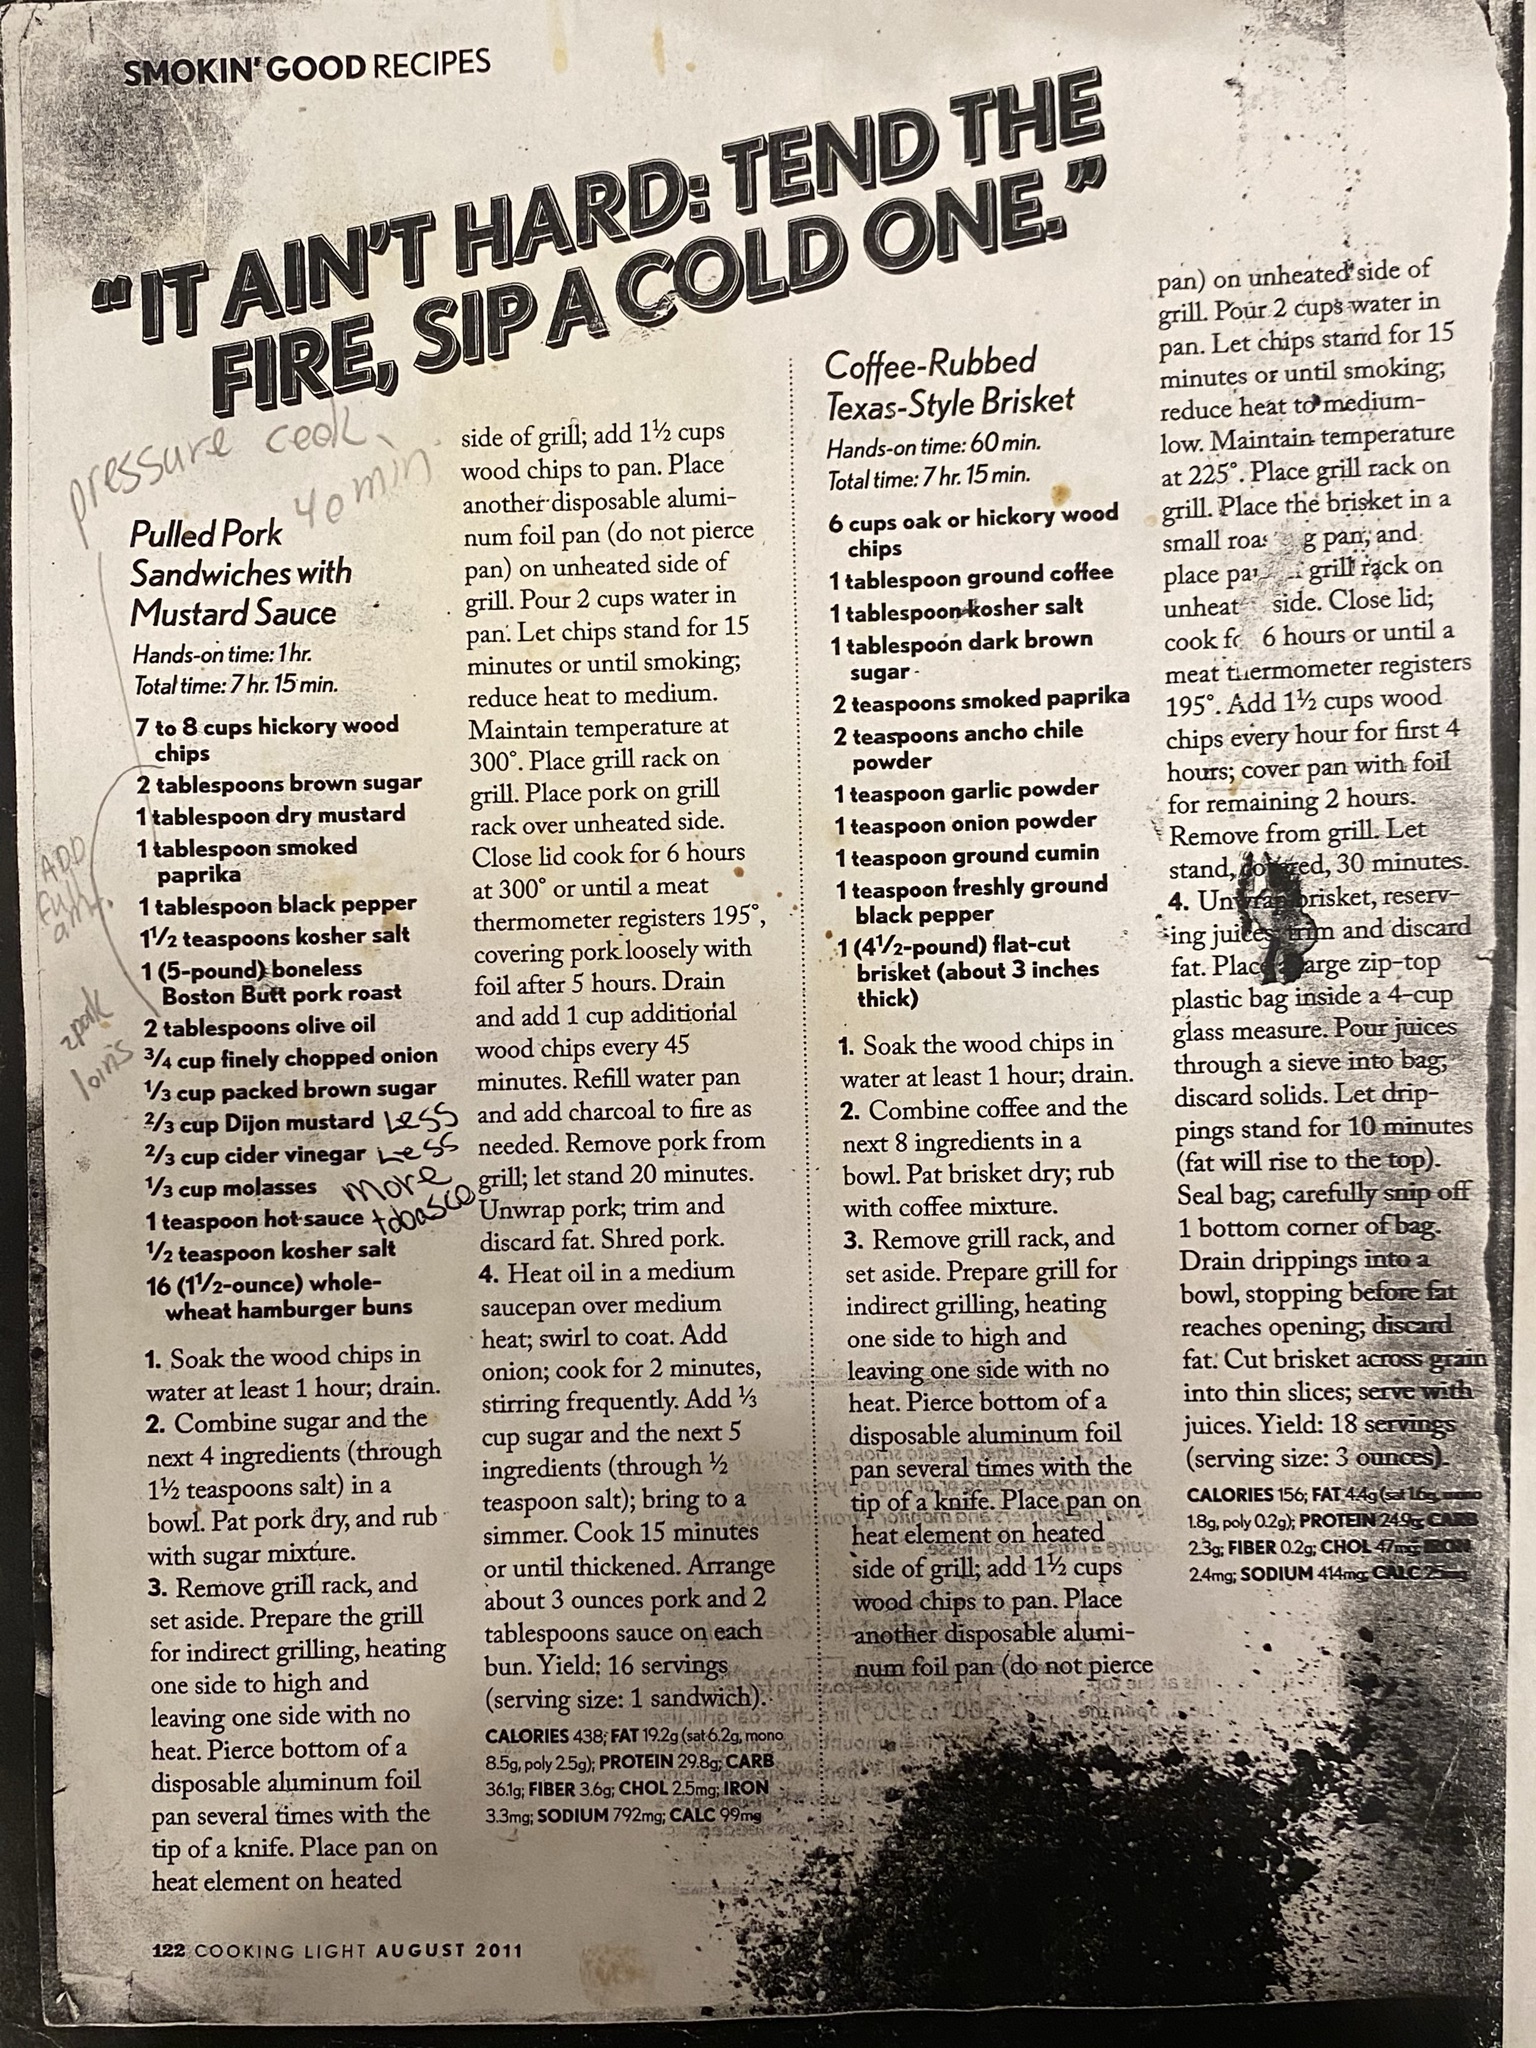 SMOKIN' GOOD RECIPES
“IT AIN'T HARD: TEND THE
FIRE, SIP A COLD ONE.”
pressure cook
40 min
Pulled Pork
Sandwiches with
Mustard Sauce
Hands-on time: 1 hr.
Total time: 7 hr. 15 min.
7 to 8 cups hickory wood
chips
2 tablespoons brown sugar
1 tablespoon dry mustard
1 tablespoon smoked
paprika
1 tablespoon black pepper
1½ teaspoons kosher salt
1 (5-pound) boneless
Boston Butt pork roast
2 tablespoons olive oil
¾ cup finely chopped onion
⅓ cup packed brown sugar
⅔ cup Dijon mustard Less
⅔ cup cider vinegar Less
⅓ cup molasses more
1 teaspoon hot sauce tobasco
½ teaspoon kosher salt
16 (1½-ounce) whole-
wheat hamburger buns
ADD
full
amt.
2 pork
loins
1. Soak the wood chips in
water at least 1 hour; drain.
2. Combine sugar and the
next 4 ingredients (through
1½ teaspoons salt) in a
bowl. Pat pork dry, and rub
with sugar mixture.
3. Remove grill rack, and
set aside. Prepare the grill
for indirect grilling, heating
one side to high and
leaving one side with no
heat. Pierce bottom of a
disposable aluminum foil
pan several times with the
tip of a knife. Place pan on
heat element on heated
side of grill; add 1½ cups
wood chips to pan. Place
another disposable alumi-
num foil pan (do not pierce
pan) on unheated side of
grill. Pour 2 cups water in
pan. Let chips stand for 15
minutes or until smoking;
reduce heat to medium.
Maintain temperature at
300°. Place grill rack on
grill. Place pork on grill
rack over unheated side.
Close lid cook for 6 hours
at 300° or until a meat
thermometer registers 195°,
covering pork loosely with
foil after 5 hours. Drain
and add 1 cup additional
wood chips every 45
minutes. Refill water pan
and add charcoal to fire as
needed. Remove pork from
grill; let stand 20 minutes.
Unwrap pork; trim and
discard fat. Shred pork.
4. Heat oil in a medium
saucepan over medium
heat; swirl to coat. Add
onion; cook for 2 minutes,
stirring frequently. Add ⅓
cup sugar and the next 5
ingredients (through ½
teaspoon salt); bring to a
simmer. Cook 15 minutes
or until thickened. Arrange
about 3 ounces pork and 2
tablespoons sauce on each
bun. Yield: 16 servings
(serving size: 1 sandwich).
CALORIES 438; FAT 19.2g (sat 6.2g, mono
8.5g, poly 2.5g); PROTEIN 29.8g; CARB
36.1g; FIBER 3.6g; CHOL 2.5mg; IRON
3.3mg; SODIUM 792mg; CALC 99mg
Coffee-Rubbed
Texas-Style Brisket
Hands-on time: 60 min.
Total time: 7 hr. 15 min.
6 cups oak or hickory wood
chips
1 tablespoon ground coffee
1 tablespoon kosher salt
1 tablespoon dark brown
sugar
2 teaspoons smoked paprika
2 teaspoons ancho chile
powder
1 teaspoon garlic powder
1 teaspoon onion powder
1 teaspoon ground cumin
1 teaspoon freshly ground
black pepper
1 (4½-pound) flat-cut
brisket (about 3 inches
thick)
1. Soak the wood chips in
water at least 1 hour; drain.
2. Combine coffee and the
next 8 ingredients in a
bowl. Pat brisket dry; rub
with coffee mixture.
3. Remove grill rack, and
set aside. Prepare grill for
indirect grilling, heating
one side to high and
leaving one side with no
heat. Pierce bottom of a
disposable aluminum foil
pan several times with the
tip of a knife. Place pan on
heat element on heated
side of grill; add 1½ cups
wood chips to pan. Place
another disposable alumi-
num foil pan (do not pierce
pan) on unheated side of
grill. Pour 2 cups water in
pan. Let chips stand for 15
minutes or until smoking;
reduce heat to medium-
low. Maintain temperature
at 225°. Place grill rack on
grill. Place the brisket in a
small pan, and
place grill rack on
side. Close lid;
cook 6 hours or until a
meat thermometer registers
195°. Add 1½ cups wood
chips every hour for first 4
hours; cover pan with foil
for remaining 2 hours.
Remove from grill. Let
stand, covered, 30 minutes.
4. Unwrap brisket, reserv-
ing juices; trim and discard
fat. Place a large zip-top
plastic bag inside a 4-cup
glass measure. Pour juices
through a sieve into bag;
discard solids. Let drip-
pings stand for 10 minutes
(fat will rise to the top).
Seal bag; carefully snip off
1 bottom corner of bag.
Drain drippings into a
bowl, stopping before fat
reaches opening; discard
fat. Cut brisket across grain
into thin slices; serve with
juices. Yield: 18 servings
(serving size: 3 ounces).
CALORIES 156; FAT 4.4g (sat 1.6g, mono
1.8g, poly 0.2g); PROTEIN 24.9g; CARB
2.3g; FIBER 0.2g; CHOL 47mg; IRON
2.4mg; SODIUM 414mg; CALC 25mg
122 COOKING LIGHT AUGUST 2011